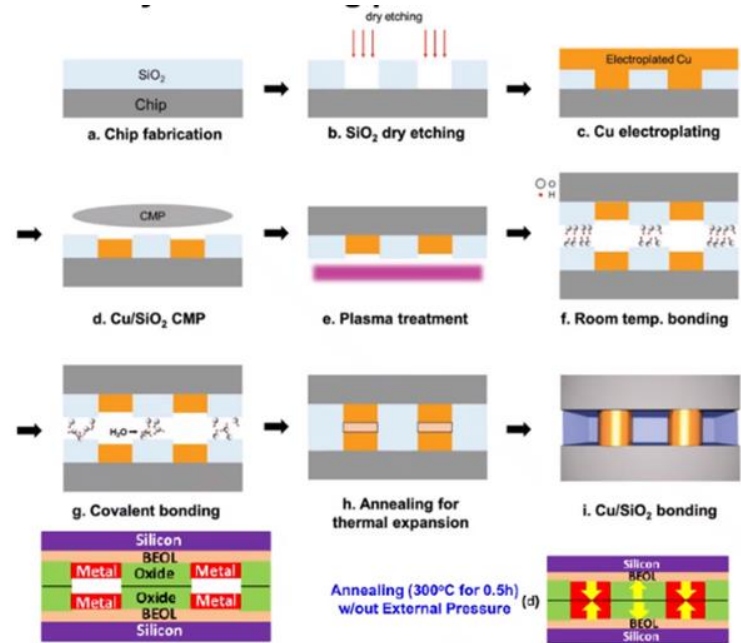 dry etching
SiO₂
Chip
a. Chip fabrication
b. SiO₂ dry etching
Electroplated Cu
c. Cu electroplating
CMP
d. Cu/SiO₂ CMP
e. Plasma treatment
O
H
f. Room temp. bonding
H₂O
g. Covalent bonding
h. Annealing for
thermal expansion
i. Cu/SiO₂ bonding
Silicon
BEOL
Metal Metal
Oxide
Oxide
Metal Metal
BEOL
Silicon
Annealing (300°C for 0.5h)
w/out External Pressure
(d)
Silicon
BEOL
BEOL
Silicon